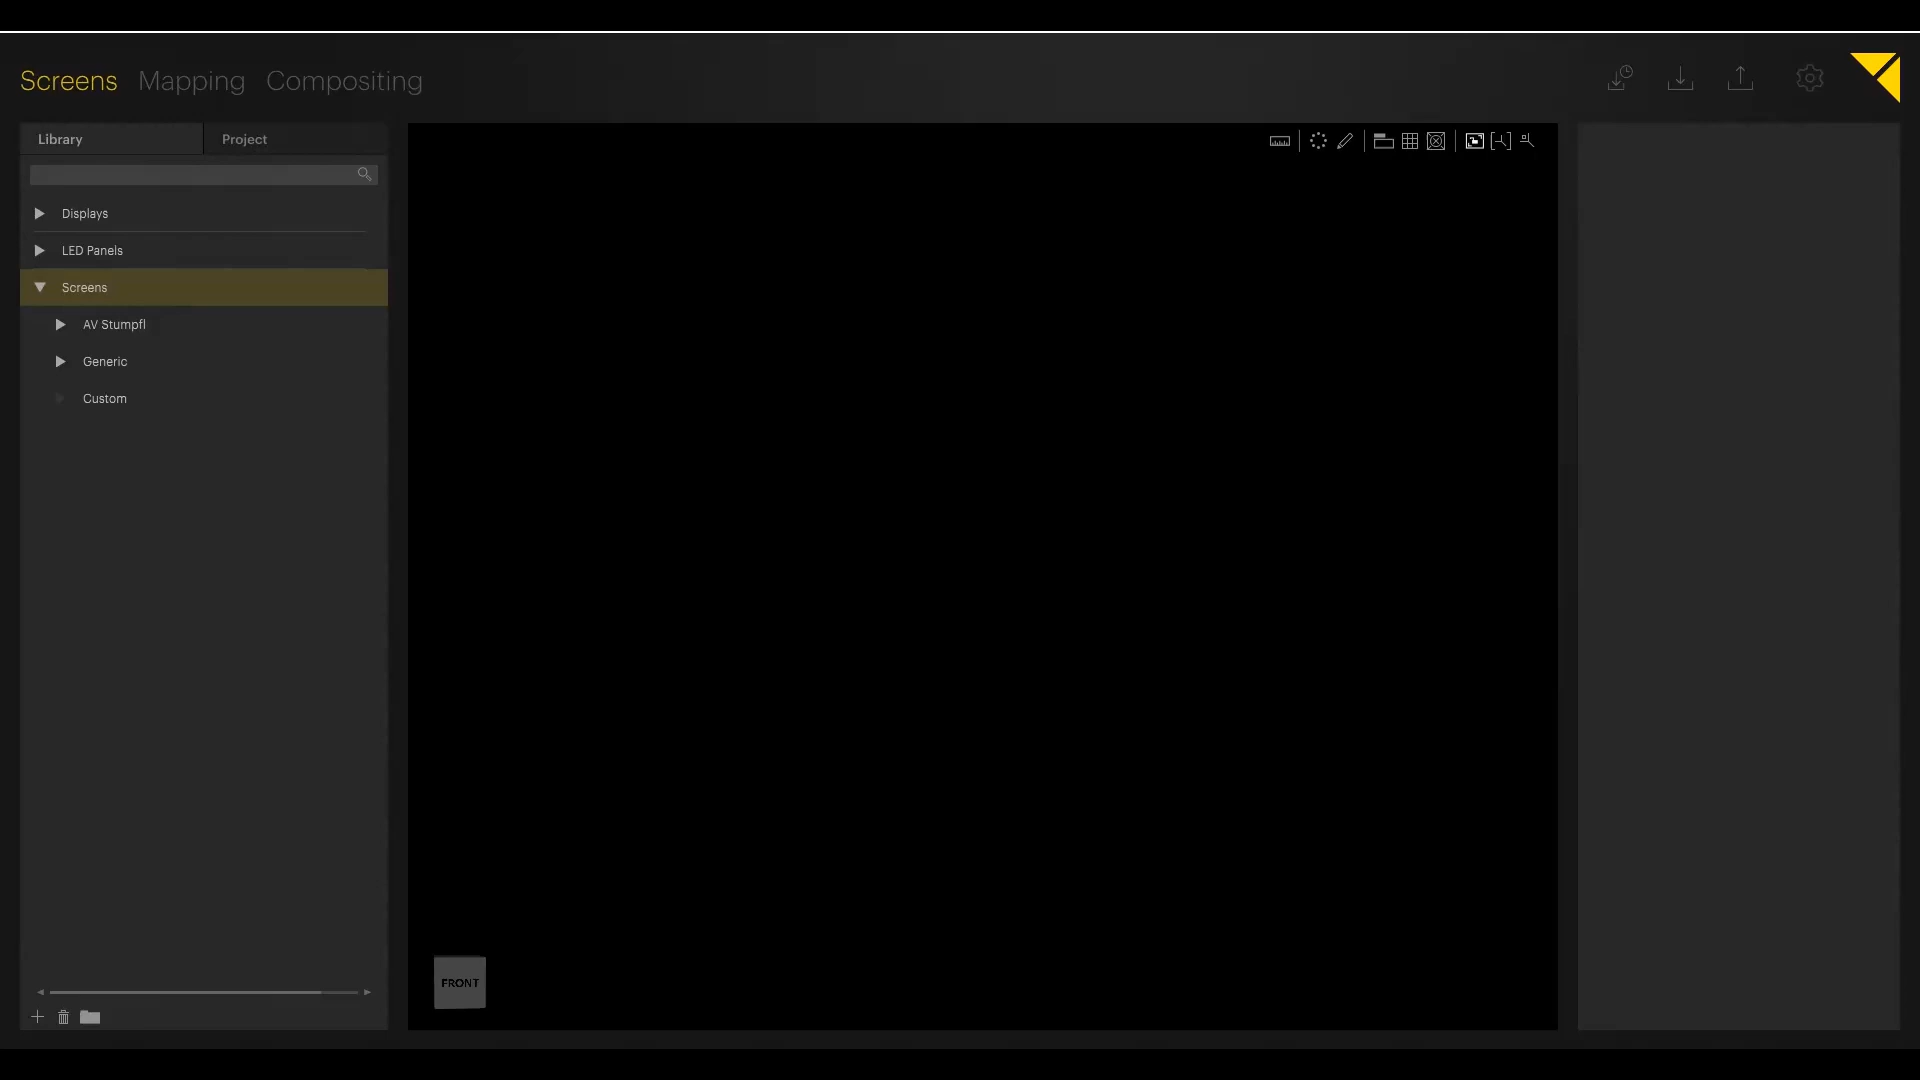 Screens Mapping Compositing
Library Project
Displays
LED Panels
Screens
AV Stumpfl
Generic
Custom
FRONT